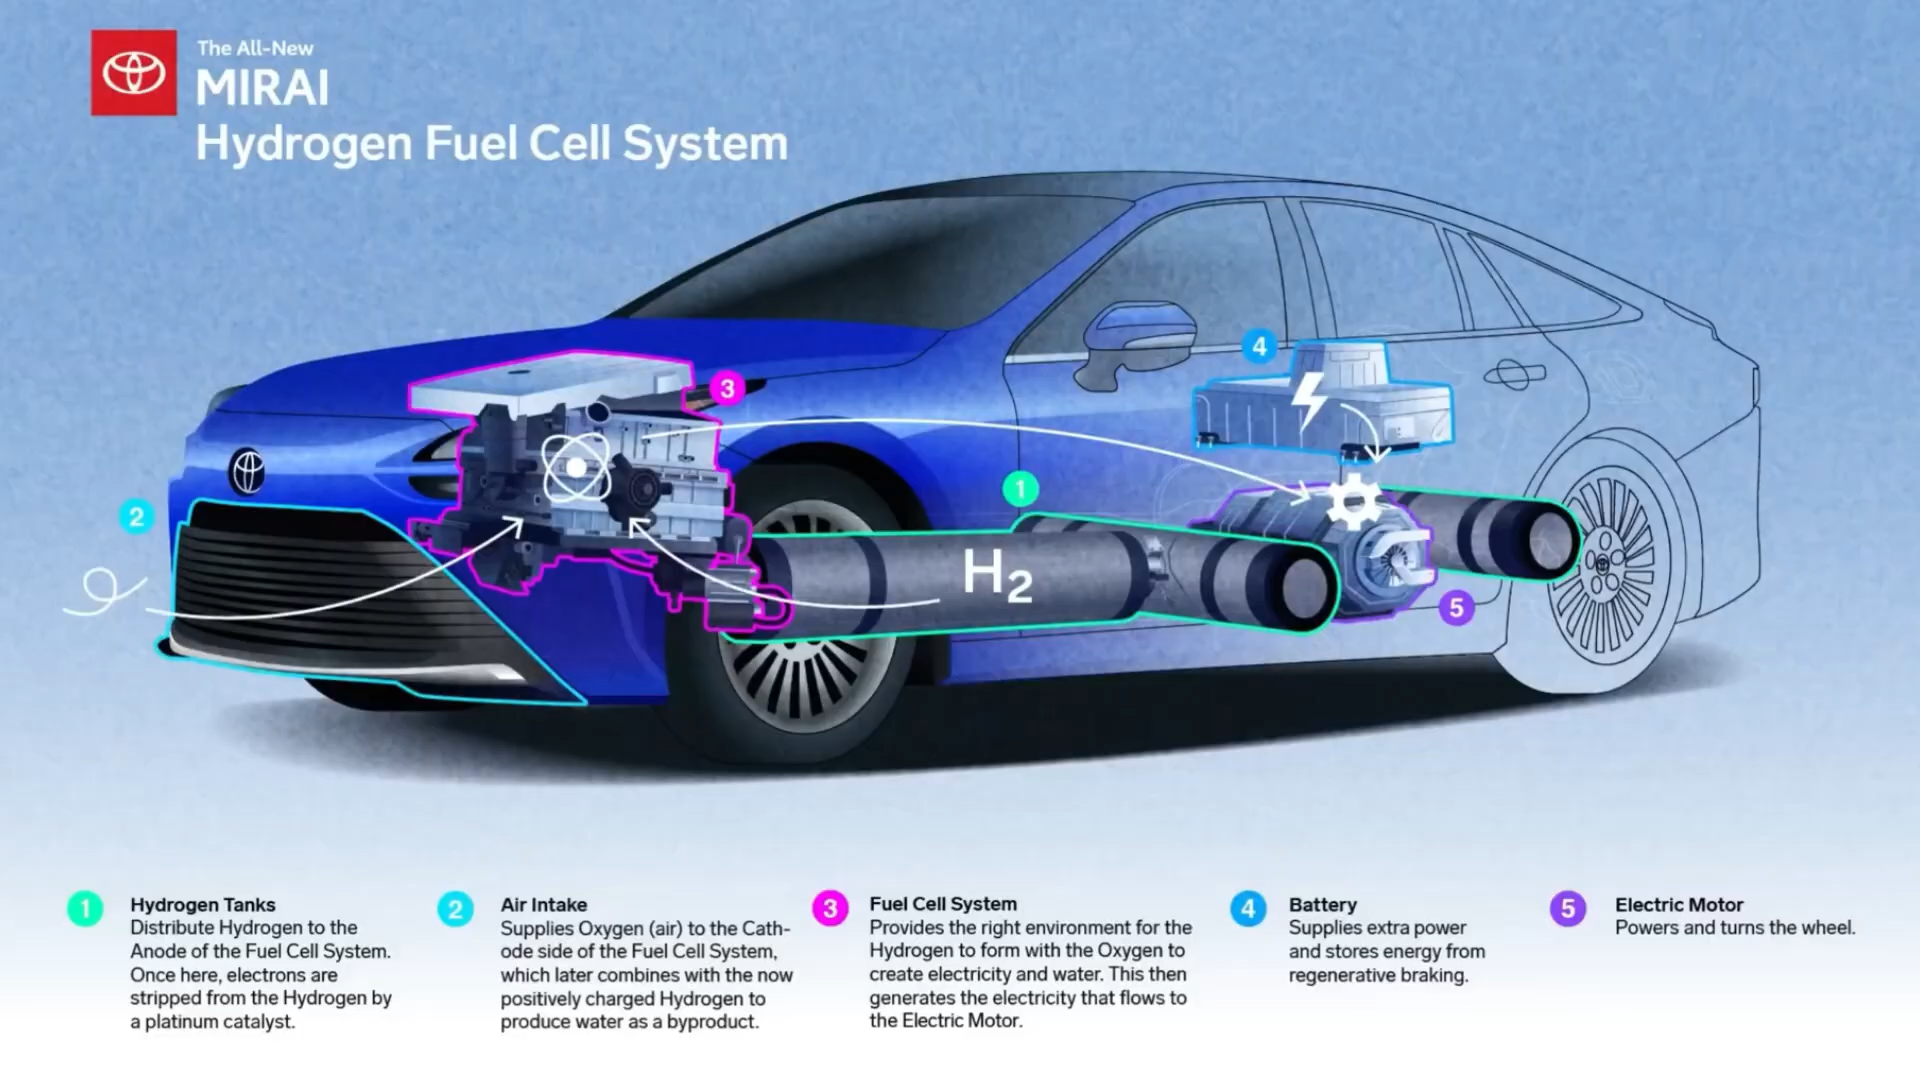 The All-New
MIRAI
Hydrogen Fuel Cell System
3
4
1
2
H2
5
1
Hydrogen Tanks
Distribute Hydrogen to the
Anode of the Fuel Cell System.
Once here, electrons are
stripped from the Hydrogen by
a platinum catalyst.
2
Air Intake
Supplies Oxygen (air) to the Cath-
ode side of the Fuel Cell System,
which later combines with the now
positively charged Hydrogen to
produce water as a byproduct.
3
Fuel Cell System
Provides the right environment for the
Hydrogen to form with the Oxygen to
create electricity and water. This then
generates the electricity that flows to
the Electric Motor.
4
Battery
Supplies extra power
and stores energy from
regenerative braking.
5
Electric Motor
Powers and turns the wheel.